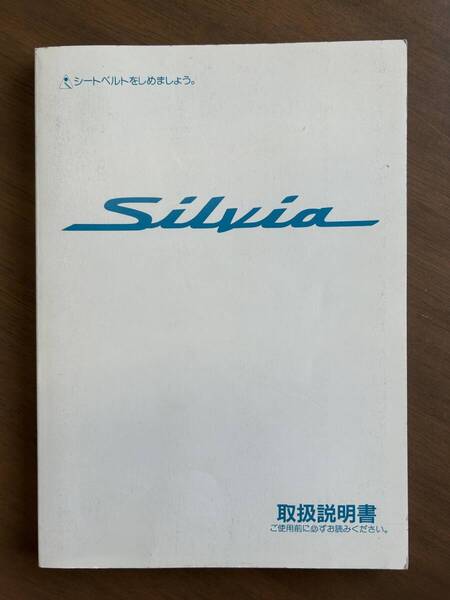 シートベルトをしめましょう。
Silvia
取扱説明書
ご使用前に必ずお読みください。